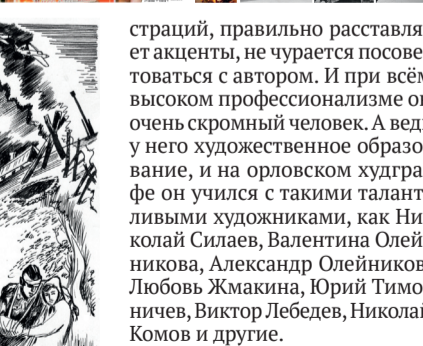 страций, правильно расставля
ет акценты, не чурается посове
товаться с автором. И при всём
высоком профессионализме он
очень скромный человек. А ведь
у него художественное образо
вание, и на орловском худгра
фе он учился с такими талант
ливыми художниками, как Ни
колай Силаев, Валентина Олей
никова, Александр Олейников
Любовь Жмакина, Юрий Тимо
ничев, Виктор Лебедев, Николай
Комов и другие.